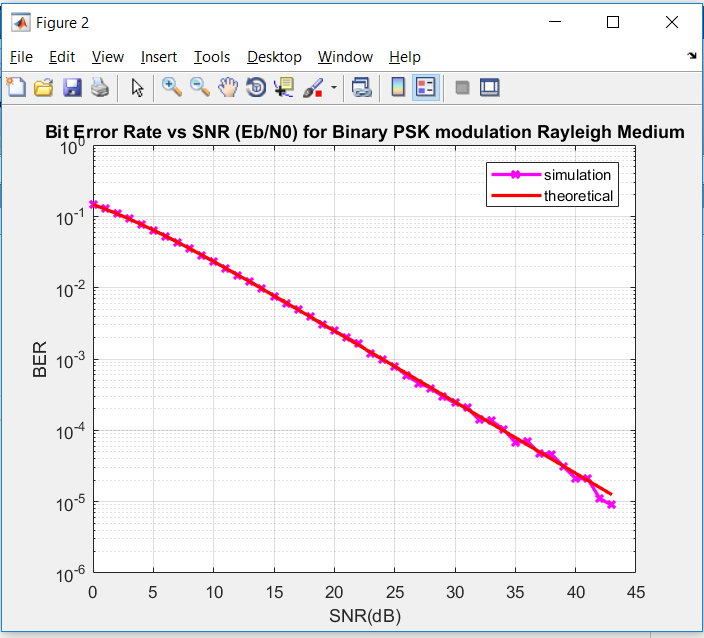 Figure 2
File Edit View Insert Tools Desktop Window Help
Bit Error Rate vs SNR (Eb/N0) for Binary PSK modulation Rayleigh Medium
10^0
simulation
theoretical
10^-1
10^-2
10^-3
10^-4
10^-5
10^-6
BER
0 5 10 15 20 25 30 35 40 45
SNR(dB)